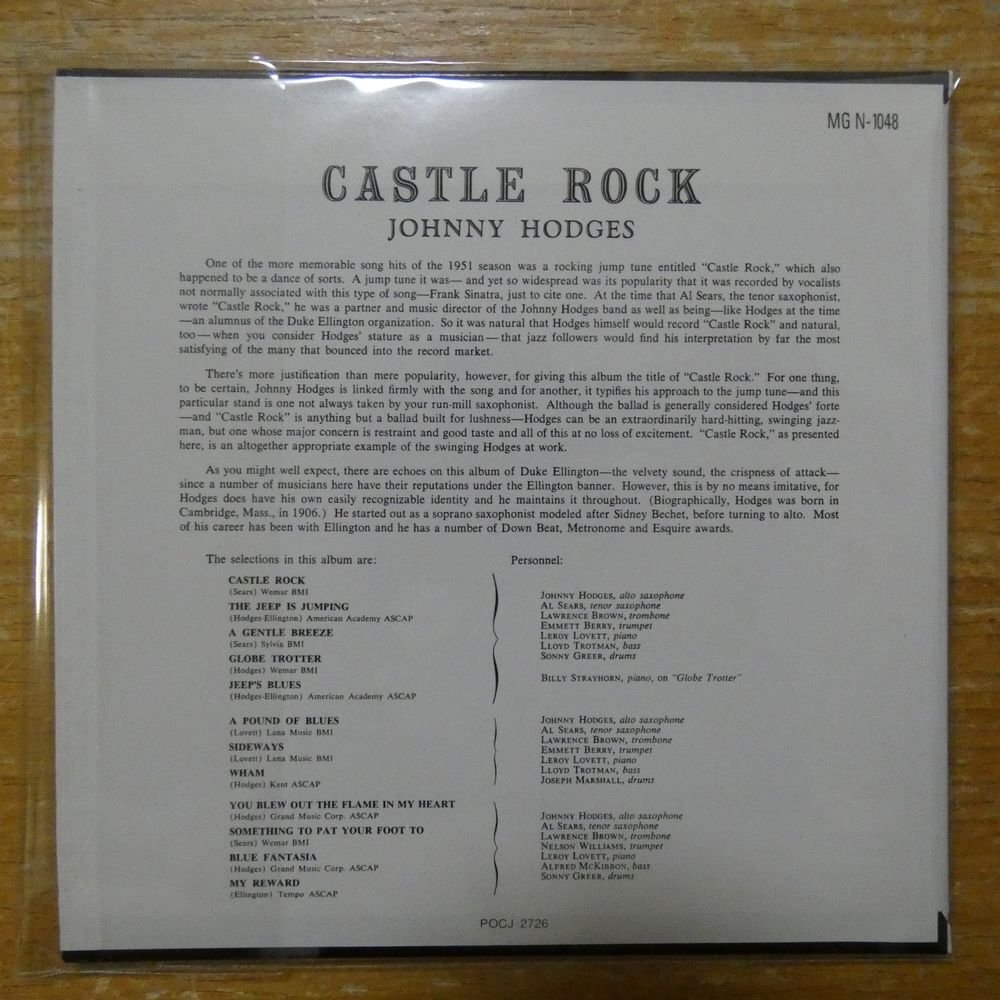 MG N-1048
CASTLE ROCK
JOHNNY HODGES
One of the more memorable song hits of the 1951 season was a rocking jump tune entitled "Castle Rock," which also
happened to be a dance of sorts. A jump tune it was— and yet so widespread was its popularity that it was recorded by vocalists
not normally associated with this type of song—Frank Sinatra, just to cite one. At the time that Al Sears, the tenor saxophonist,
wrote "Castle Rock," he was a partner and music director of the Johnny Hodges band as well as being—like Hodges at the time
—an alumnus of the Duke Ellington organization. So it was natural that Hodges himself would record "Castle Rock" and natural,
too—when you consider Hodges' stature as a musician—that jazz followers would find his interpretation by far the most
satisfying of the many that bounced into the record market.
There's more justification than mere popularity, however, for giving this album the title of "Castle Rock." For one thing,
to be certain, Johnny Hodges is linked firmly with the song and for another, it typifies his approach to the jump tune—and this
particular stand is one not always taken by your run-mill saxophonist. Although the ballad is generally considered Hodges' forte
—and "Castle Rock" is anything but a ballad built for lushness—Hodges can be an extraordinarily hard-hitting, swinging jazz-
man, but one whose major concern is restraint and good taste and all of this at no loss of excitement. "Castle Rock," as presented
here, is an altogether appropriate example of the swinging Hodges at work.
As you might well expect, there are echoes on this album of Duke Ellington—the velvety sound, the crispness of attack—
since a number of musicians here have their reputations under the Ellington banner. However, this is by no means imitative, for
Hodges does have his own easily recognizable identity and he maintains it throughout. (Biographically, Hodges was born in
Cambridge, Mass., in 1906.) He started out as a soprano saxophonist modeled after Sidney Bechet, before turning to alto. Most
of his career has been with Ellington and he has a number of Down Beat, Metronome and Esquire awards.
The selections in this album are:
CASTLE ROCK
(Sears) Wemar BMI
THE JEEP IS JUMPING
(Hodges-Ellington) American Academy ASCAP
A GENTLE BREEZE
(Sears) Sylvia BMI
GLOBE TROTTER
(Hodges) Wemar BMI
JEEP'S BLUES
(Hodges-Ellington) American Academy ASCAP
A POUND OF BLUES
(Lovett) Lana Music BMI
SIDEWAYS
(Lovett) Lana Music BMI
WHAM
(Hodges) Kent ASCAP
YOU BLEW OUT THE FLAME IN MY HEART
(Hodges) Grand Music Corp. ASCAP
SOMETHING TO PAT YOUR FOOT TO
(Sears) Wemar BMI
BLUE FANTASIA
(Hodges) Grand Music Corp. ASCAP
MY REWARD
(Ellington) Tempo ASCAP
Personnel:
JOHNNY HODGES, alto saxophone
AL SEARS, tenor saxophone
LAWRENCE BROWN, trombone
EMMETT BERRY, trumpet
LEROY LOVETT, piano
LLOYD TROTMAN, bass
SONNY GREER, drums
BILLY STRAYHORN, piano, on "Globe Trotter"
JOHNNY HODGES, alto saxophone
AL SEARS, tenor saxophone
LAWRENCE BROWN, trombone
EMMETT BERRY, trumpet
LEROY LOVETT, piano
LLOYD TROTMAN, bass
JOSEPH MARSHALL, drums
JOHNNY HODGES, alto saxophone
AL SEARS, tenor saxophone
LAWRENCE BROWN, trombone
NELSON WILLIAMS, trumpet
LEROY LOVETT, piano
ALFRED MCKIBBON, bass
SONNY GREER, drums
POCJ 2726